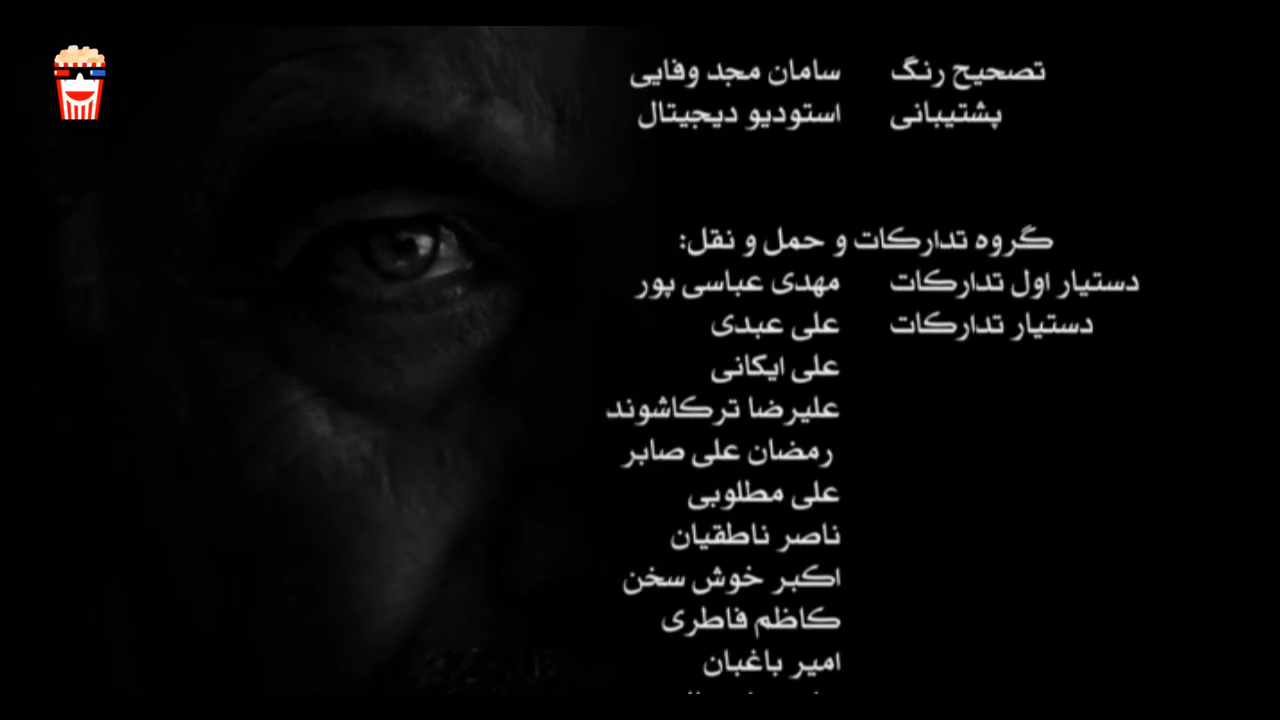 تصحیح رنگ سامان مجد وفایی
پشتیبانی استودیو دیجیتال
گروه تدارکات و حمل و نقل:
دستیار اول تدارکات مهدی عباسی پور
دستیار تدارکات علی عبدی
علی ایکانی
علیرضا ترکاشوند
رمضان علی صابر
علی مطلوبی
ناصر ناطقیان
اکبر خوش سخن
کاظم فاطری
امیر باغبان